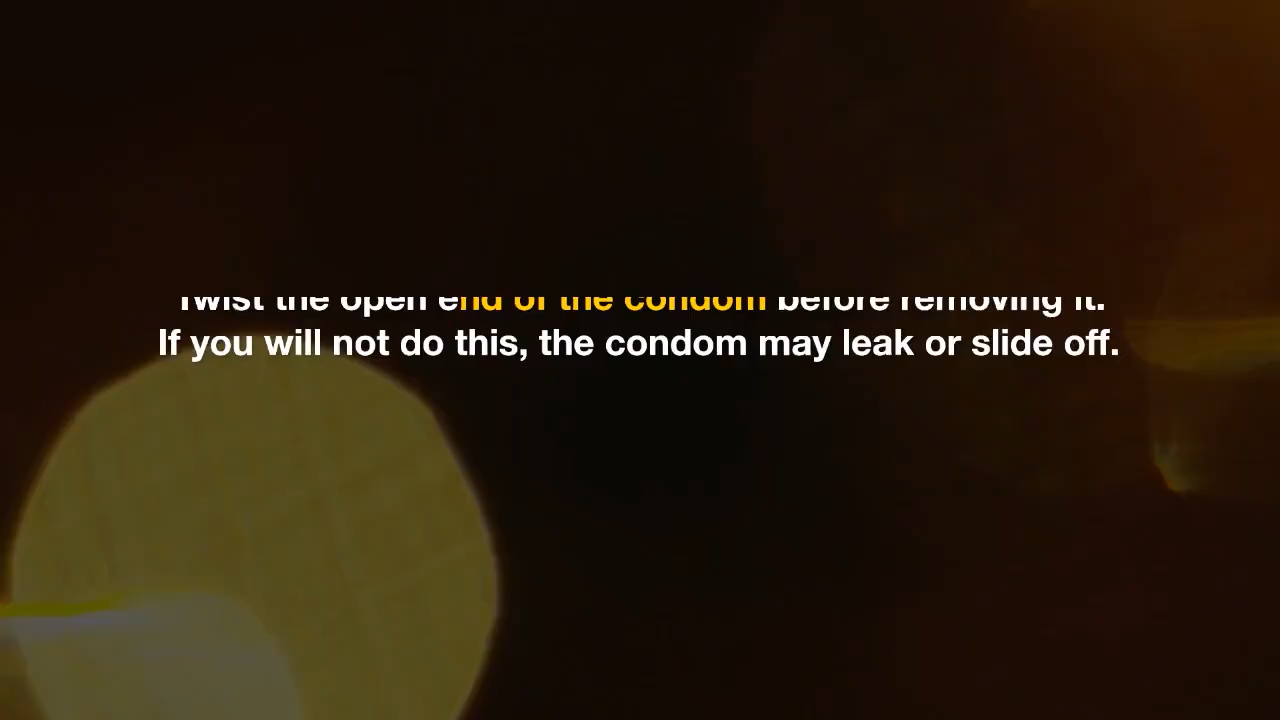 Twist the open end of the condom before removing it.
If you will not do this, the condom may leak or slide off.